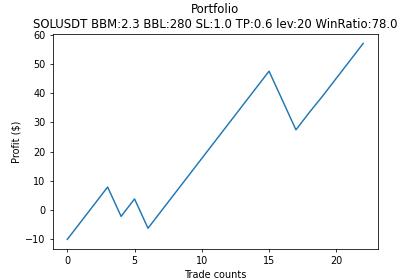 Portfolio
SOLUSDT BBM:2.3 BBL:280 SL:1.0 TP:0.6 lev:20 WinRatio:78.0
60
50
40
30
20
10
0
−10
Profit ($)
0 5 10 15 20
Trade counts